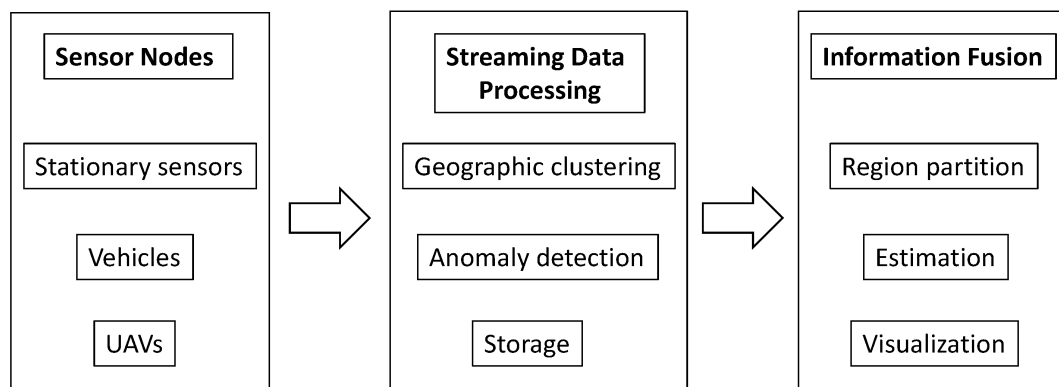 Sensor Nodes
Stationary sensors
Vehicles
UAVs
Streaming Data
Processing
Geographic clustering
Anomaly detection
Storage
Information Fusion
Region partition
Estimation
Visualization